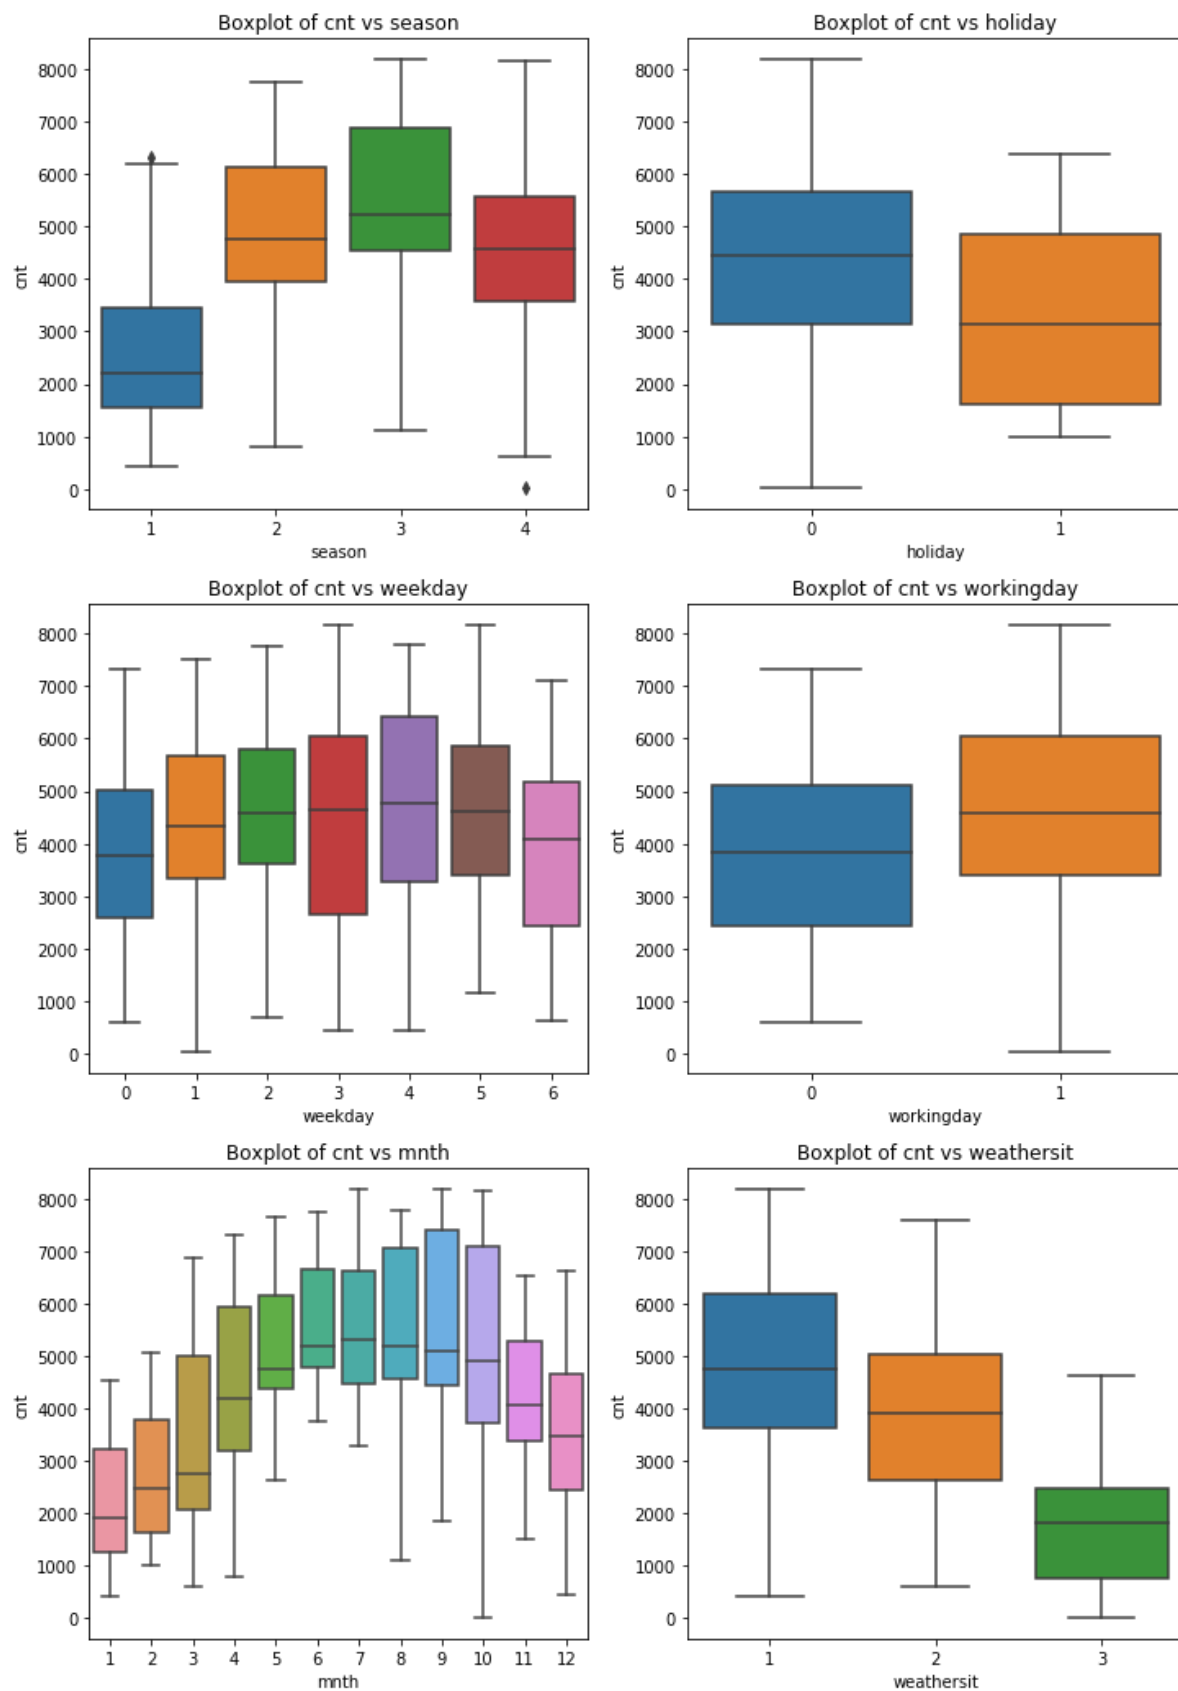 Boxplot of cnt vs season
cnt
8000
7000
6000
5000
4000
3000
2000
1000
0
1 2 3 4
season
Boxplot of cnt vs holiday
cnt
8000
7000
6000
5000
4000
3000
2000
1000
0
0 1
holiday
Boxplot of cnt vs weekday
cnt
8000
7000
6000
5000
4000
3000
2000
1000
0
0 1 2 3 4 5 6
weekday
Boxplot of cnt vs workingday
cnt
8000
7000
6000
5000
4000
3000
2000
1000
0
0 1
workingday
Boxplot of cnt vs mnth
cnt
8000
7000
6000
5000
4000
3000
2000
1000
0
1 2 3 4 5 6 7 8 9 10 11 12
mnth
Boxplot of cnt vs weathersit
cnt
8000
7000
6000
5000
4000
3000
2000
1000
0
1 2 3
weathersit